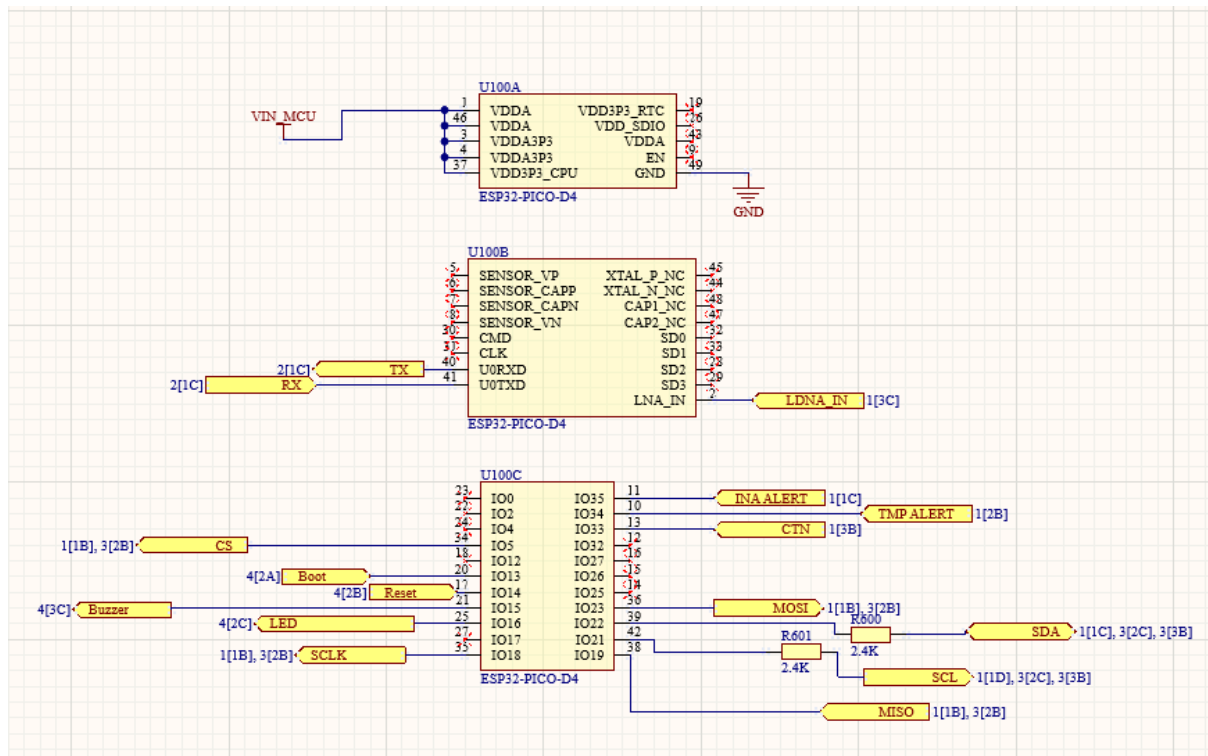 U100A
VIN_MCU
1 VDDA VDD3P3_RTC 19
46 VDDA VDD_SDIO 26
3 VDDA3P3 VDDA 43
4 VDDA3P3 EN 9
37 VDD3P3_CPU GND 49
ESP32-PICO-D4
GND
U100B
5 SENSOR_VP XTAL_P_NC 45
6 SENSOR_CAPP XTAL_N_NC 44
7 SENSOR_CAPN CAP1_NC 48
8 SENSOR_VN CAP2_NC 47
30 CMD SD0 32
31 CLK SD1 33
2[1C] TX 40 U0RXD SD2 28
2[1C] RX 41 U0TXD SD3 29
LNA_IN 2 LDNA_IN 1[3C]
ESP32-PICO-D4
U100C
23 IO0 IO35 11 INA ALERT 1[1C]
22 IO2 IO34 10 TMP ALERT 1[2B]
24 IO4 IO33 13 CTN 1[3B]
1[1B], 3[2B] CS 34 IO5 IO32 12
18 IO12 IO27 16
4[2A] Boot 20 IO13 IO26 15
4[2B] Reset 17 IO14 IO25 14
4[3C] Buzzer 21 IO15 IO23 36 MOSI 1[1B], 3[2B]
4[2C] LED 25 IO16 IO22 39 R600 2.4K SDA 1[1C], 3[2C], 3[3B]
27 IO17 IO21 42 R601 2.4K SCL 1[1D], 3[2C], 3[3B]
1[1B], 3[2B] SCLK 35 IO18 IO19 38 MISO 1[1B], 3[2B]
ESP32-PICO-D4